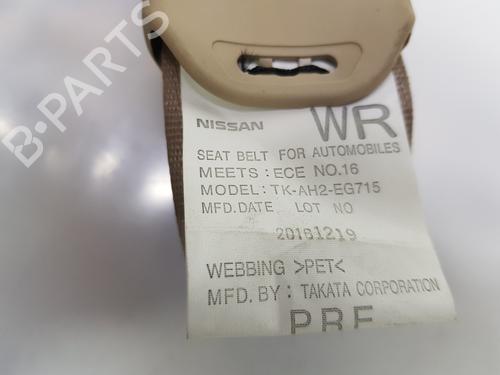 B-PARTS
NISSAN WR
SEAT BELT FOR AUTOMOBILES
MEETS : ECE NO.16
MODEL: TK-AH2-EG715
MFD.DATE LOT NO
20161219
WEBBING >PET<
MFD. BY : TAKATA CORPORATION
PRE